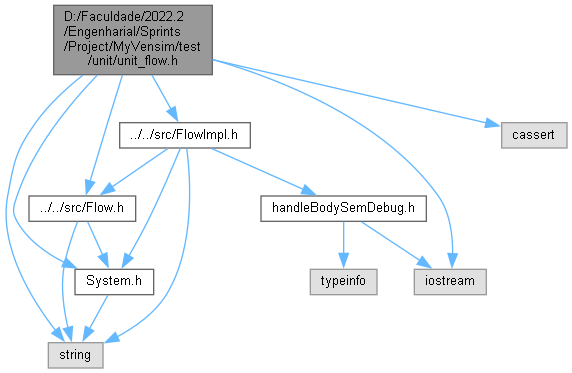 D:/Faculdade/2022.2
/Engenharial/Sprints
/Project/MyVensim/test
/unit/unit_flow.h
../../src/FlowImpl.h
cassert
../../src/Flow.h
handleBodySemDebug.h
System.h
typeinfo
iostream
string